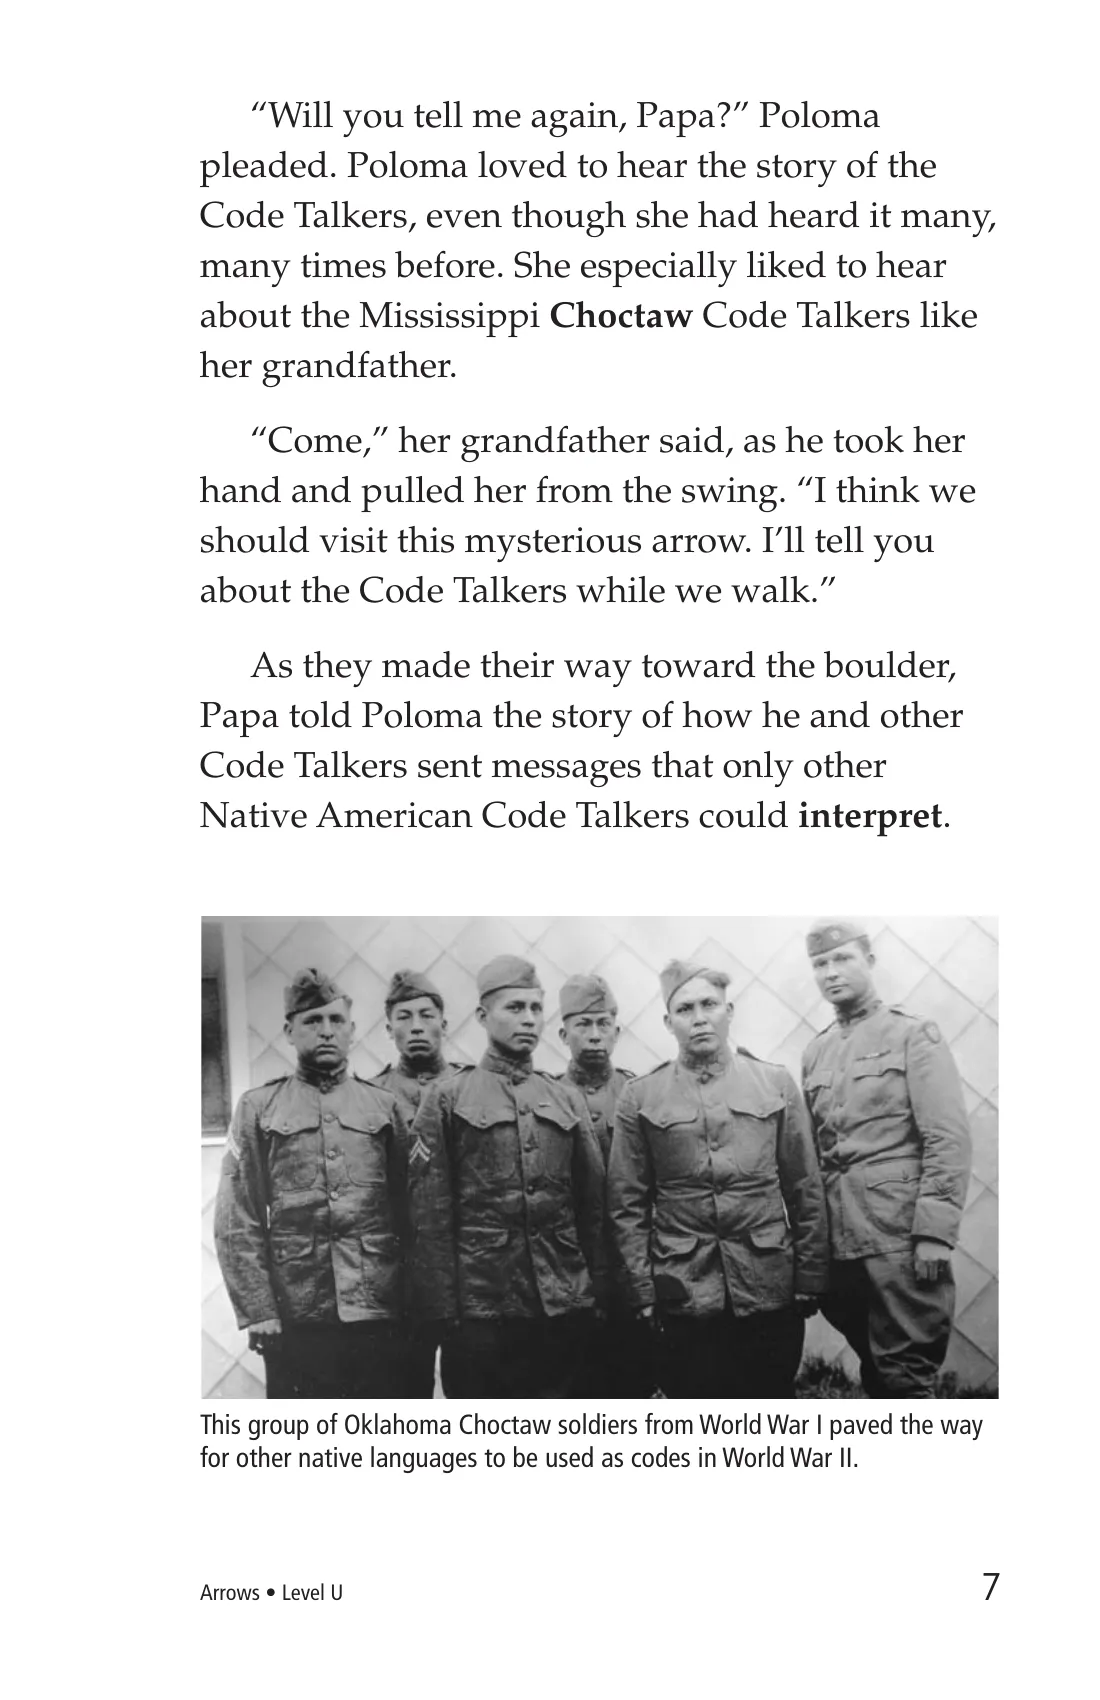 “Will you tell me again, Papa?” Poloma
pleaded. Poloma loved to hear the story of the
Code Talkers, even though she had heard it many,
many times before. She especially liked to hear
about the Mississippi Choctaw Code Talkers like
her grandfather.
“Come,” her grandfather said, as he took her
hand and pulled her from the swing. “I think we
should visit this mysterious arrow. I’ll tell you
about the Code Talkers while we walk.”
As they made their way toward the boulder,
Papa told Poloma the story of how he and other
Code Talkers sent messages that only other
Native American Code Talkers could interpret.
This group of Oklahoma Choctaw soldiers from World War I paved the way
for other native languages to be used as codes in World War II.
Arrows • Level U
7